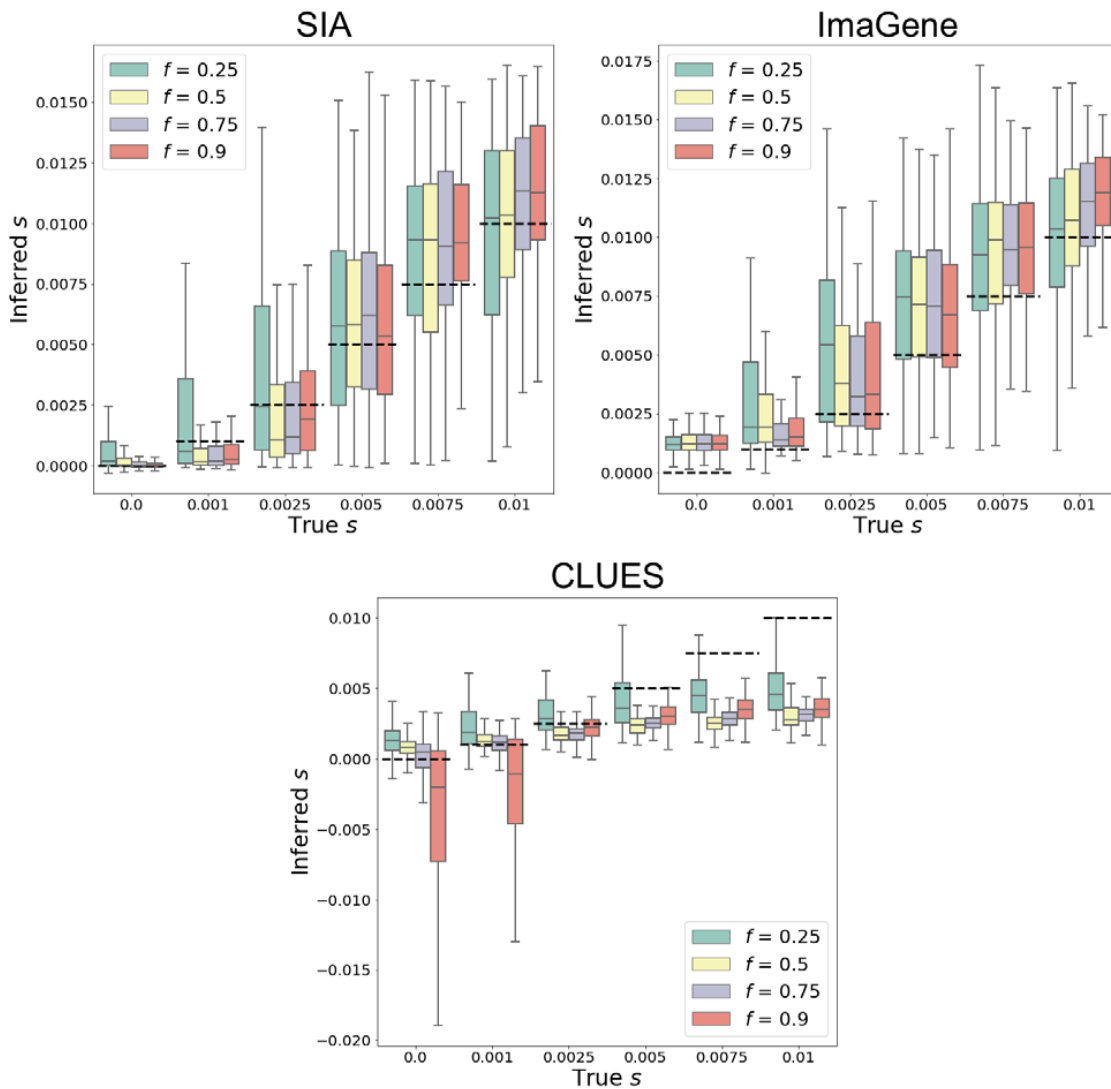 SIA
f = 0.25
f = 0.5
f = 0.75
f = 0.9
0.0150
0.0125
0.0100
0.0075
0.0050
0.0025
0.0000
Inferred s
0.0
0.001
0.0025
0.005
0.0075
0.01
True s
ImaGene
f = 0.25
f = 0.5
f = 0.75
f = 0.9
0.0175
0.0150
0.0125
0.0100
0.0075
0.0050
0.0025
0.0000
Inferred s
0.0
0.001
0.0025
0.005
0.0075
0.01
True s
CLUES
0.010
0.005
0.000
−0.005
−0.010
−0.015
−0.020
Inferred s
f = 0.25
f = 0.5
f = 0.75
f = 0.9
0.0
0.001
0.0025
0.005
0.0075
0.01
True s